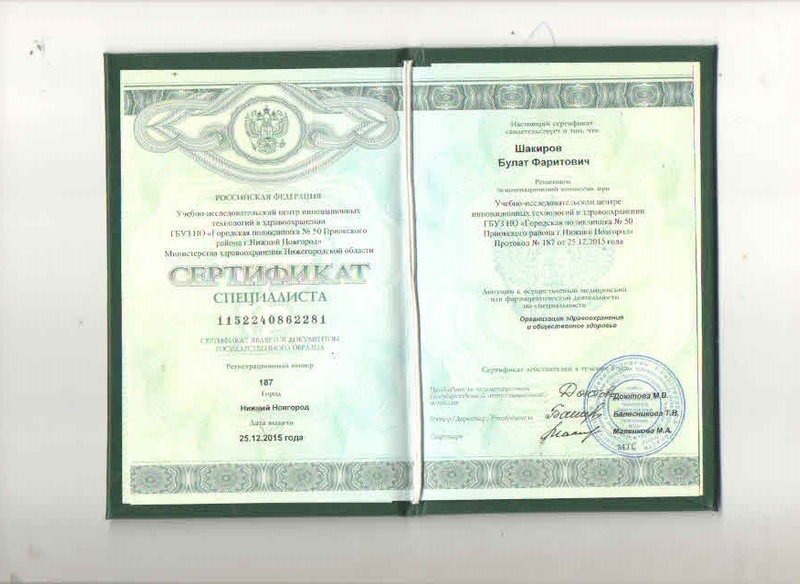 РОССИЙСКАЯ ФЕДЕРАЦИЯ
Учебно-исследовательский центр инновационных
технологий в здравоохранении
ГБУЗ НО «Городская поликлиника № 50 Приокского
района г.Нижний Новгород»
Министерства здравоохранения Нижегородской области
СЕРТИФИКАТ
СПЕЦИАЛИСТА
1152240862281
СЕРТИФИКАТ ЯВЛЯЕТСЯ ДОКУМЕНТОМ
ГОСУДАРСТВЕННОГО ОБРАЗЦА
Регистрационный номер
187
Город
Нижний Новгород
Дата выдачи
25.12.2015 года
Настоящий сертификат
свидетельствует о том, что
Шакиров
Булат Фаритович
Решением
экзаменационной комиссии при
Учебно-исследовательском центре
инновационных технологий в здравоохранении
ГБУЗ НО «Городская поликлиника № 50
Приокского района г.Нижний Новгород»
Протокол № 187 от 25.12.2015 года
Допущен к осуществлению медицинской
или фармацевтической деятельности
по специальности
Организация здравоохранения
и общественное здоровье
Сертификат действителен в течение 5 лет
Председатель экзаменационной
комиссии
Доютова М.В.
Ректор/Директор/Руководитель
Т.В.
Секретарь
Маленкова М.А.